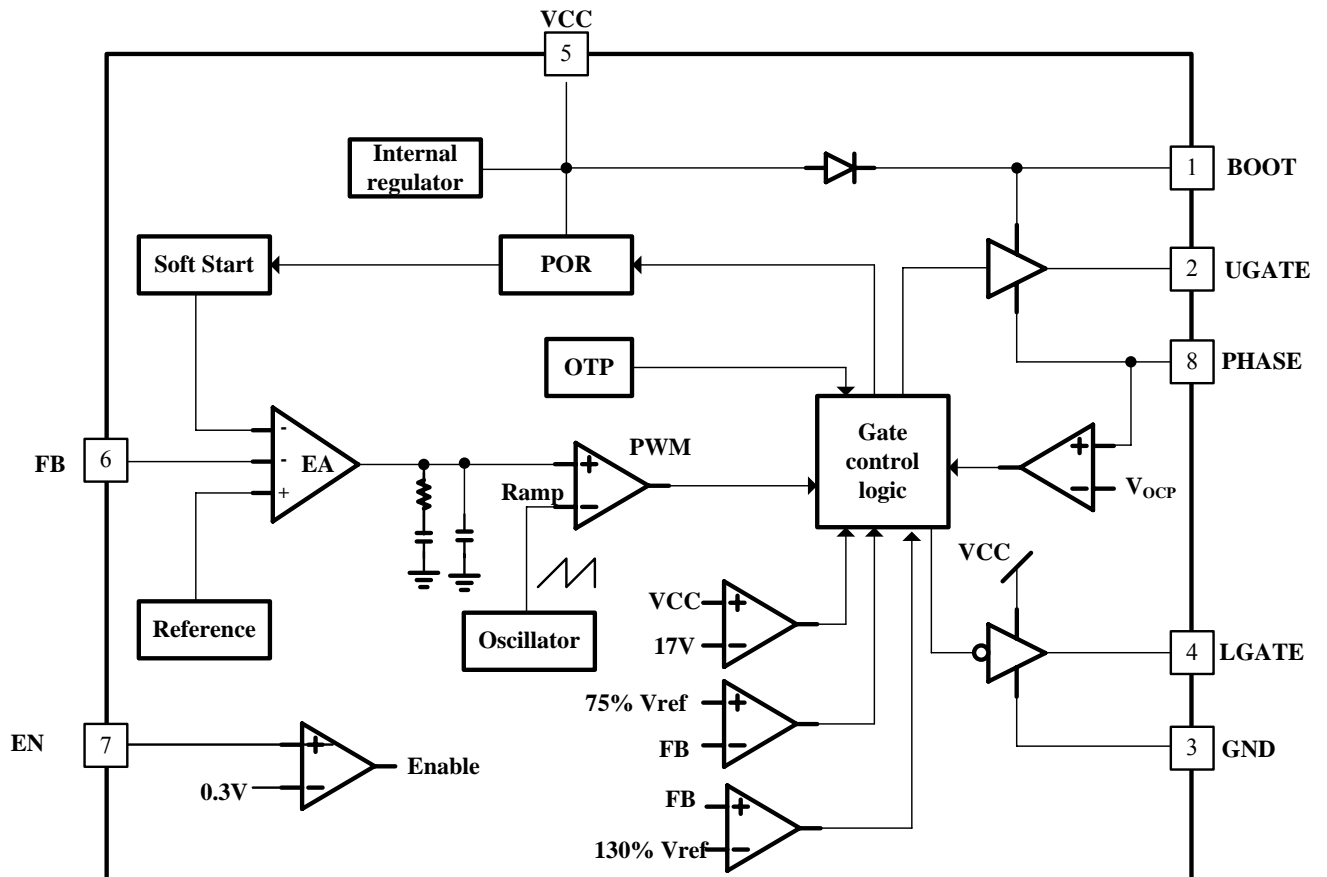 VCC
5
Internal
regulator
1
BOOT
Soft Start
POR
2
UGATE
OTP
8
PHASE
FB
6
-
-
+
EA
Ramp
+
-
PWM
Gate
control
logic
+
-
VOCP
Reference
Oscillator
VCC
17V
+
-
VCC
4
LGATE
75% Vref
FB
+
-
EN
7
+
-
0.3V
Enable
3
GND
FB
130% Vref
+
-